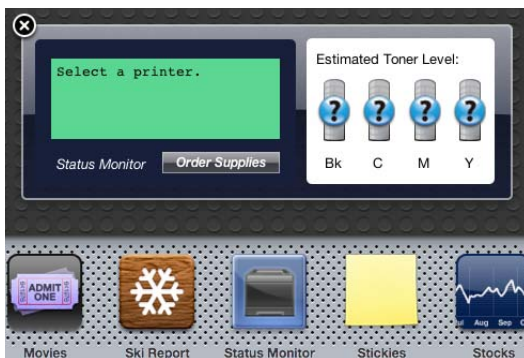 Select a printer.
Estimated Toner Level:
? ? ? ?
Bk C M Y
Status Monitor Order Supplies
ADMIT
ONE
Jul Aug Sep
Movies Ski Report Status Monitor Stickies Stocks